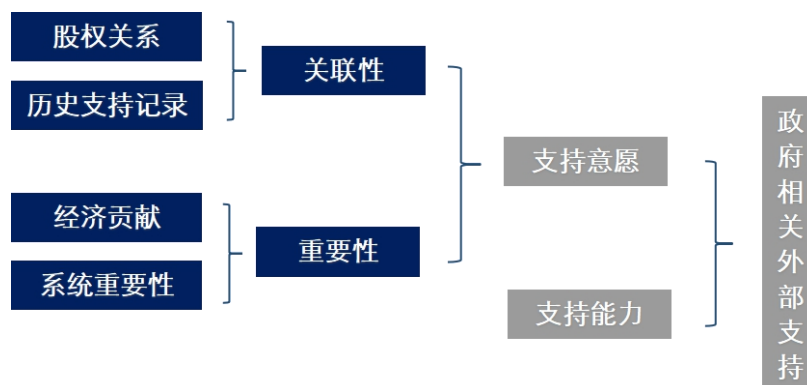 股权关系
历史支持记录
关联性
经济贡献
系统重要性
重要性
支持意愿
支持能力
政府相关外部支持